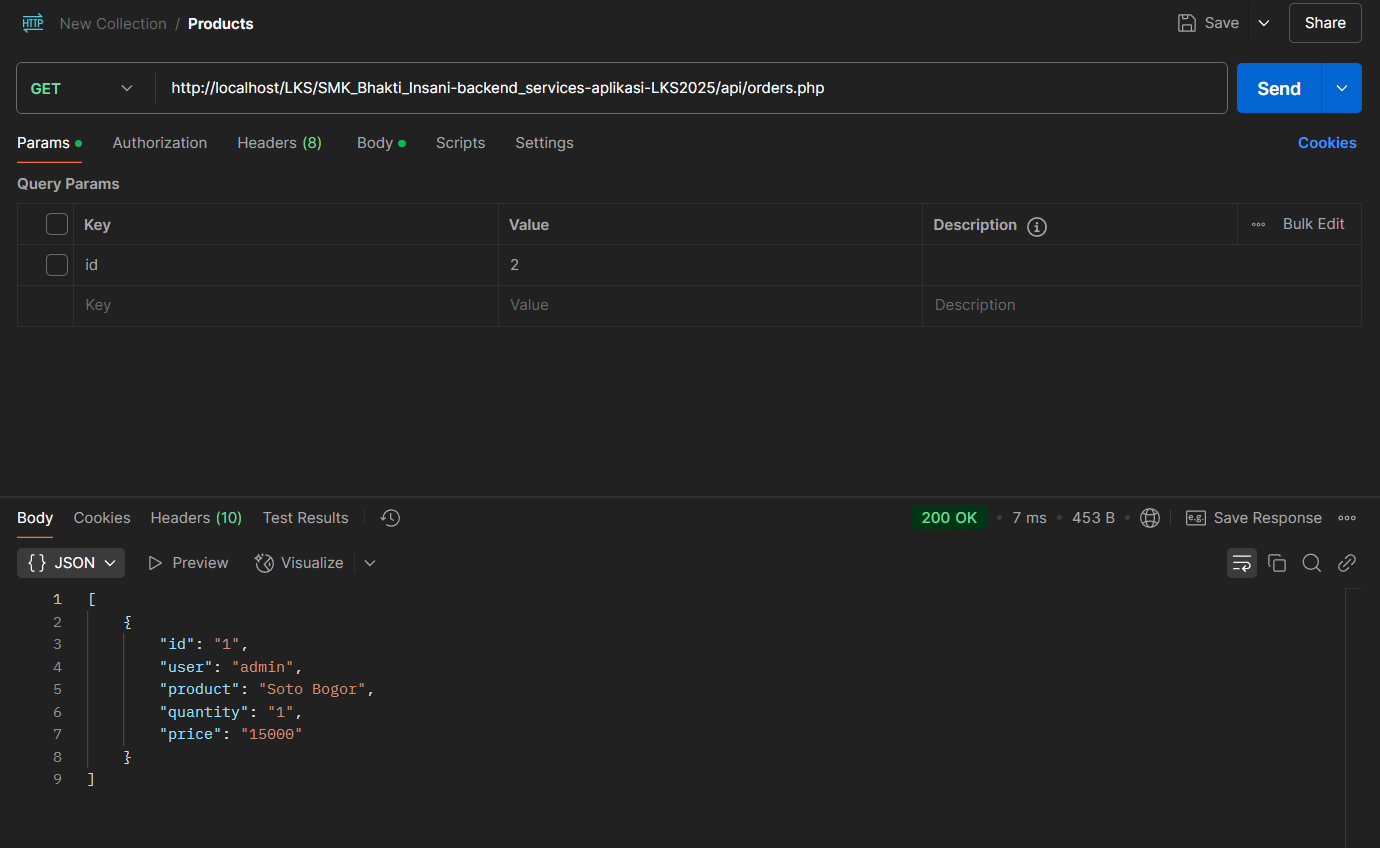 HTTP New Collection / Products Save Share
GET http://localhost/LKS/SMK_Bhakti_Insani-backend_services-aplikasi-LKS2025/api/orders.php Send
Params Authorization Headers (8) Body Scripts Settings Cookies
Query Params
Key Value Description Bulk Edit
id 2
Key Value Description
Body Cookies Headers (10) Test Results 200 OK 7 ms 453 B e.g. Save Response
{} JSON Preview Visualize
1 [
2 {
3 "id": "1",
4 "user": "admin",
5 "product": "Soto Bogor",
6 "quantity": "1",
7 "price": "15000"
8 }
9 ]